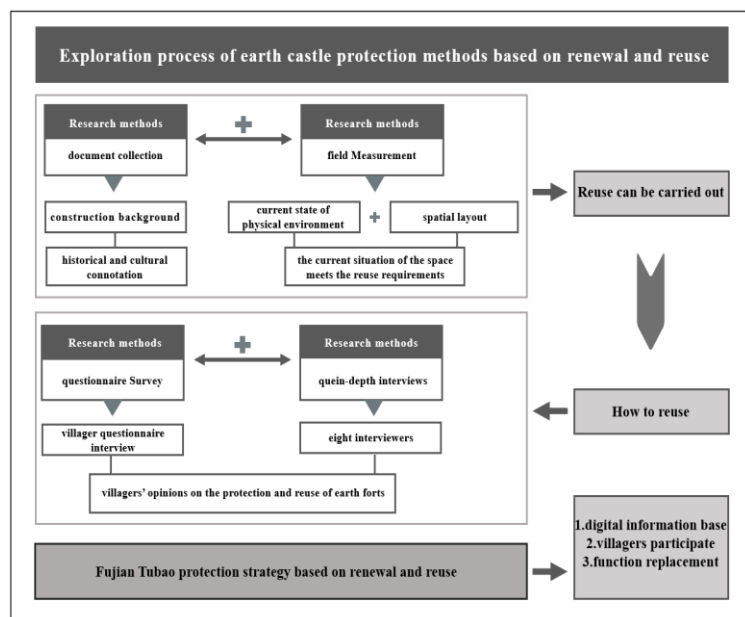 Exploration process of earth castle protection methods based on renewal and reuse
Research methods
document collection
construction background
historical and cultural
connotation
Research methods
field Measurement
current state of
physical environment
spatial layout
the current situation of the space
meets the reuse requirements
Reuse can be carried out
Research methods
questionnaire Survey
villager questionnaire
interview
Research methods
quein-depth interviews
eight interviewers
villagers' opinions on the protection and reuse of earth forts
How to reuse
Fujian Tubao protection strategy based on renewal and reuse
1.digital information base
2.villagers participate
3.function replacement